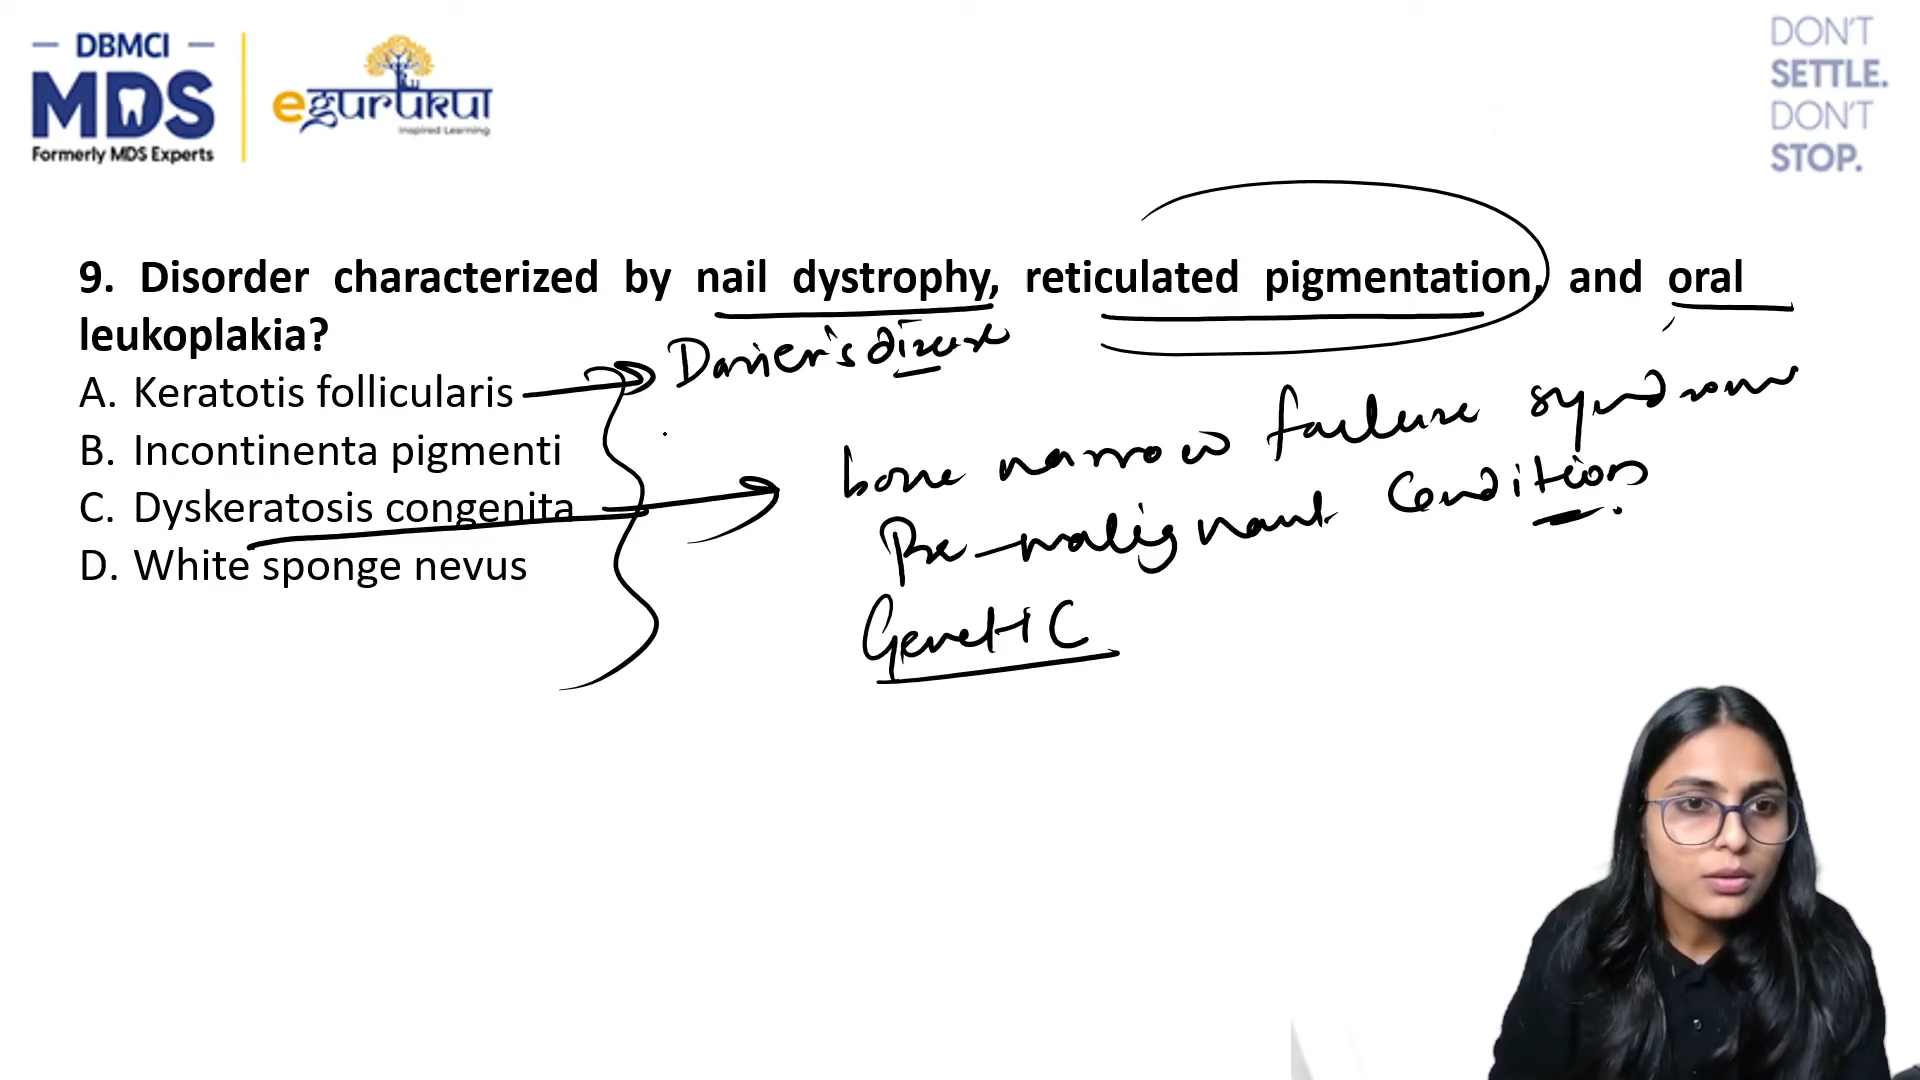 DBMCI
MDS
Formerly MDS Experts
egurukul
Inspired Learning
DON'T
SETTLE.
DON'T
STOP.
9. Disorder characterized by nail dystrophy, reticulated pigmentation, and oral
leukoplakia?
A. Keratotis follicularis
B. Incontinenta pigmenti
C. Dyskeratosis congenita
D. White sponge nevus
Darier's disease
bone marrow failure syndrome
Pre-malignant Condition
Genetic